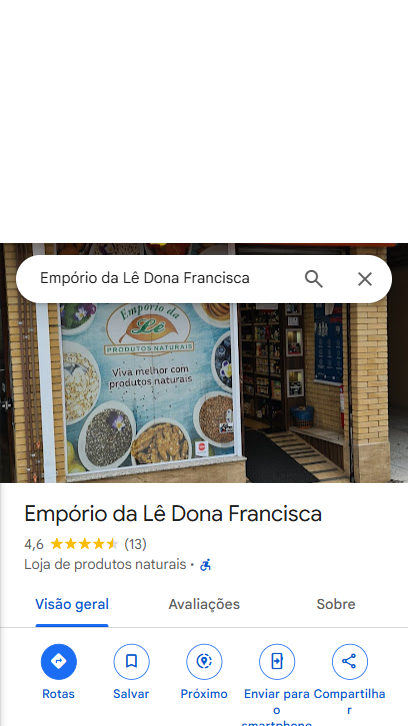 Empório da Lê Dona Francisca
Empório da
Lê
PRODUTOS NATURAIS
Viva melhor com
produtos naturais
Empório da Lê Dona Francisca
4,6 (13)
Loja de produtos naturais ·
Visão geral Avaliações Sobre
Rotas Salvar Próximo Enviar para o smartphone Compartilhar